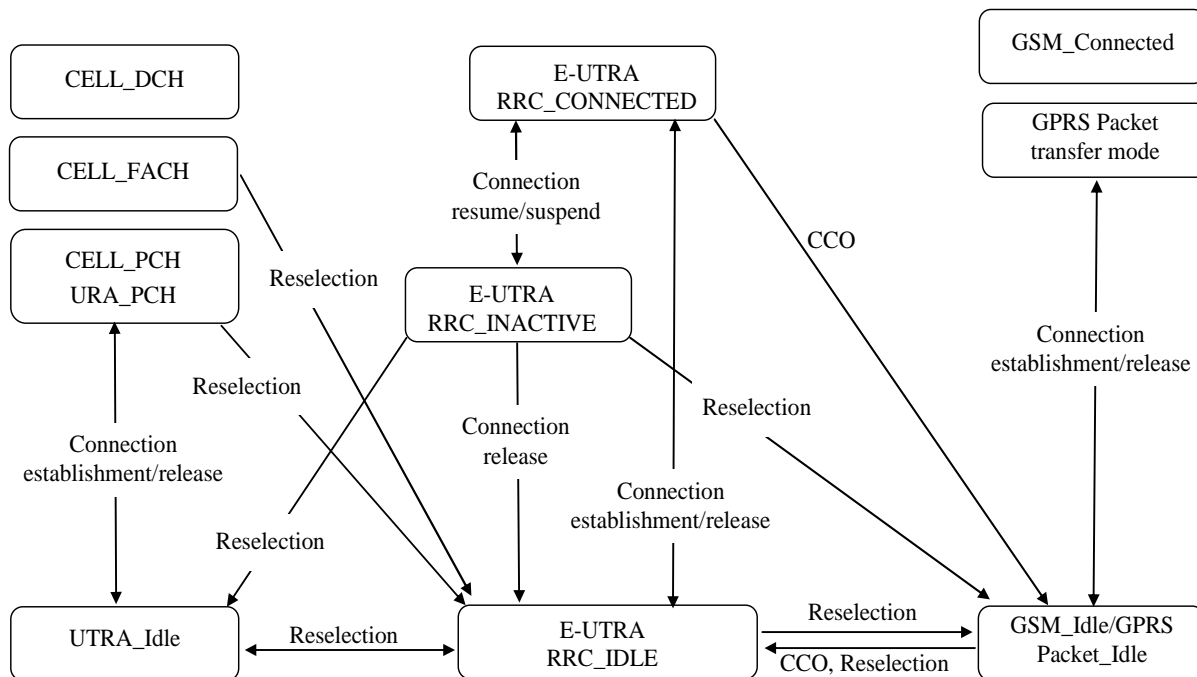 CELL_DCH
CELL_FACH
CELL_PCH
URA_PCH
E-UTRA
RRC_CONNECTED
GSM_Connected
GPRS Packet
transfer mode
Connection
resume/suspend
CCO
Reselection
E-UTRA
RRC_INACTIVE
Connection
establishment/release
Reselection
Reselection
Connection
establishment/release
Connection
release
Connection
establishment/release
Reselection
UTRA_Idle
Reselection
E-UTRA
RRC_IDLE
Reselection
CCO, Reselection
GSM_Idle/GPRS
Packet_Idle